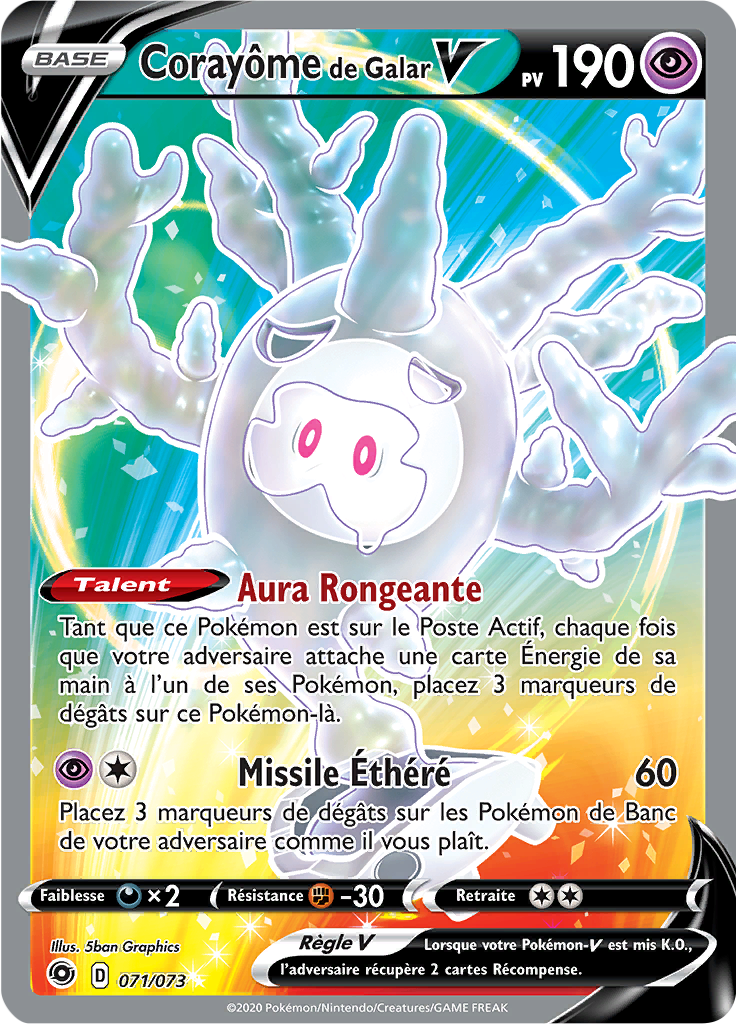 BASE Corayôme de Galar V PV 190
Talent Aura Rongeante
Tant que ce Pokémon est sur le Poste Actif, chaque fois
que votre adversaire attache une carte Énergie de sa
main à l'un de ses Pokémon, placez 3 marqueurs de
dégâts sur ce Pokémon-là.
Missile Éthéré 60
Placez 3 marqueurs de dégâts sur les Pokémon de Banc
de votre adversaire comme il vous plaît.
Faiblesse ×2 Résistance -30 Retraite
Illus. 5ban Graphics
Règle V Lorsque votre Pokémon-V est mis K.O.,
l'adversaire récupère 2 cartes Récompense.
D 071/073
©2020 Pokémon/Nintendo/Creatures/GAME FREAK